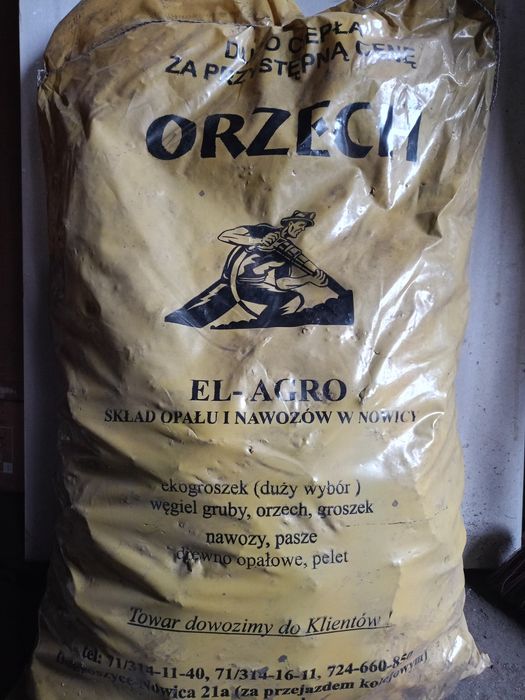 DUŻO CIEPŁA
ZA PRZYSTĘPNĄ CENĘ
ORZECH
EL- AGRO
SKŁAD OPAŁU I NAWOZÓW W NOWICY
ekogroszek (duży wybór )
węgiel gruby, orzech, groszek
nawozy, pasze
drewno opałowe, pelet
Towar dowozimy do Klientów !
tel: 71/314-11-40, 71/314-16-11, 724-660-8
Nowica 21a (za przejazdem kolejowym)